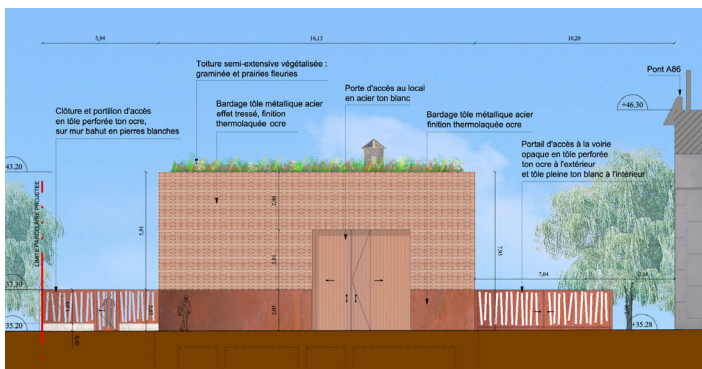 5,94
16,13
10,20
Toiture semi-extensive végétalisée :
graminée et prairies fleuries
Pont A86
Clôture et portillon d'accès
en tôle perforée ton ocre,
sur mur bahut en pierres blanches
Bardage tôle métallique acier
effet tressé, finition
thermolaquée ocre
Porte d'accès au local
en acier ton blanc
Bardage tôle métallique acier
finition thermolaquée ocre
+46.30
Portail d'accès à la voirie
opaque en tôle perforée
ton ocre à l'extérieur
et tôle pleine ton blanc à l'intérieur
43.20
LIMITE PARCELLAIRE PROJETEE
5,91
2,90
3,01
7,93
7,04
37.30
2,05
35.20
+35.28